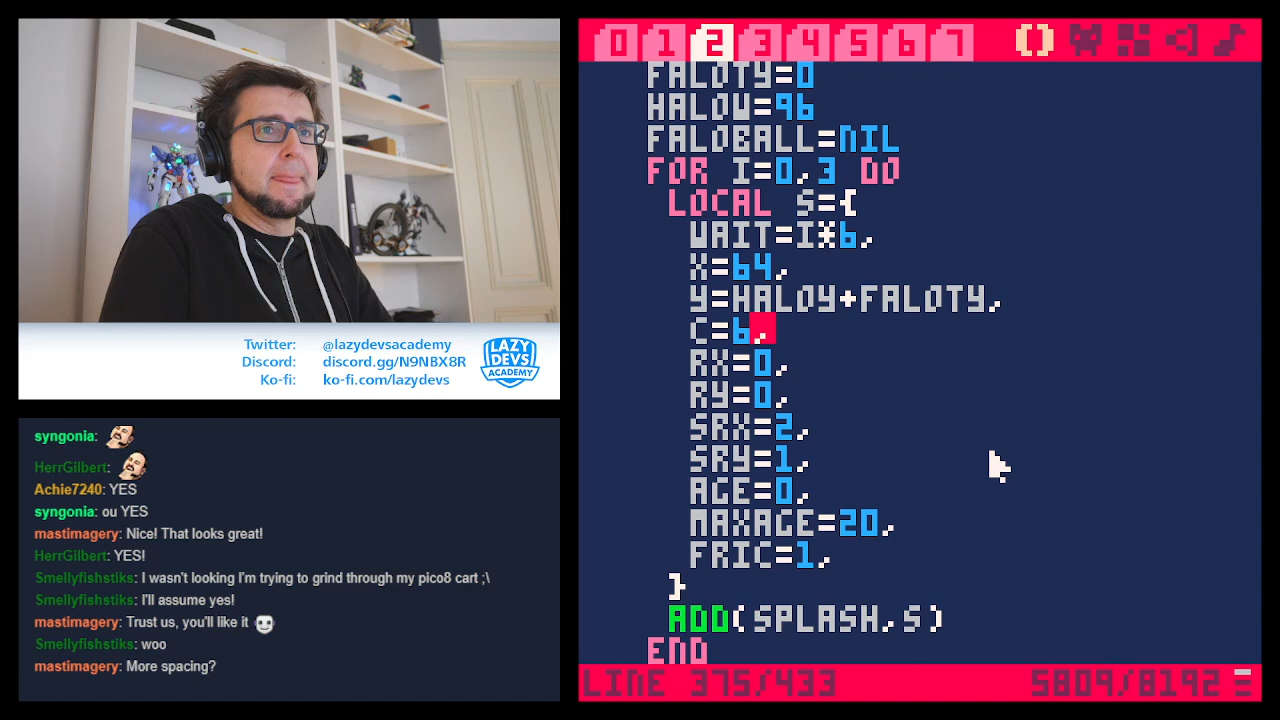 Twitter: @lazydevsacademy
Discord: discord.gg/N9NBX8R
Ko-fi: ko-fi.com/lazydevs
LAZY
DEVS
ACADEMY
syngonia:
HerrGilbert:
Achie7240: YES
syngonia: ou YES
mastimagery: Nice! That looks great!
HerrGilbert: YES!
Smellyfishstiks: I wasn't looking I'm trying to grind through my pico8 cart ;\
Smellyfishstiks: I'll assume yes!
mastimagery: Trust us, you'll like it
Smellyfishstiks: woo
mastimagery: More spacing?
0 1 2 3 4 5 6 7 ()
FALOTY=0
HALOW=96
FALOBALL=NIL
FOR I=0,3 DO
LOCAL S={
WAIT=I*6,
X=64,
Y=HALOY+FALOTY,
C=6,
RX=0,
RY=0,
SRX=2,
SRY=1,
AGE=0,
MAXAGE=20,
FRIC=1,
}
ADD(SPLASH,S)
END
LINE 375/433 5809/8192